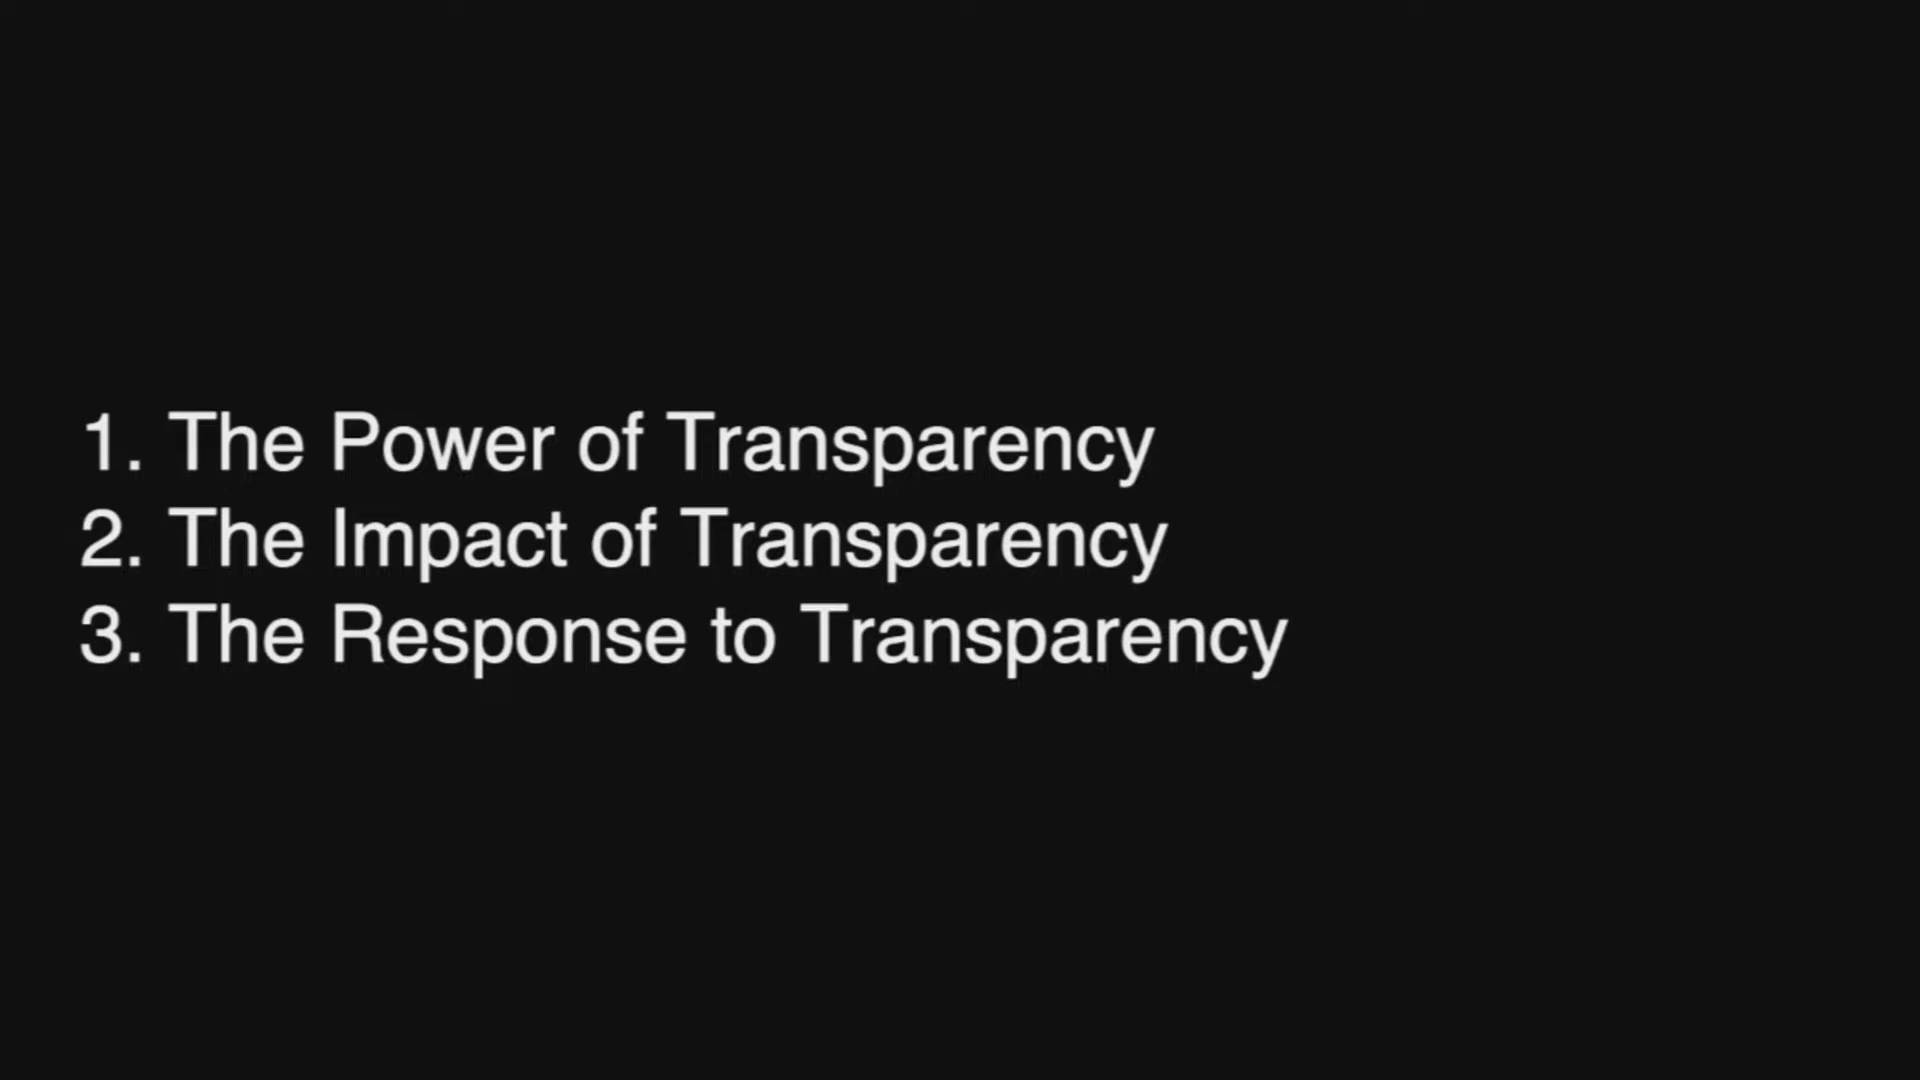 1. The Power of Transparency
2. The Impact of Transparency
3. The Response to Transparency